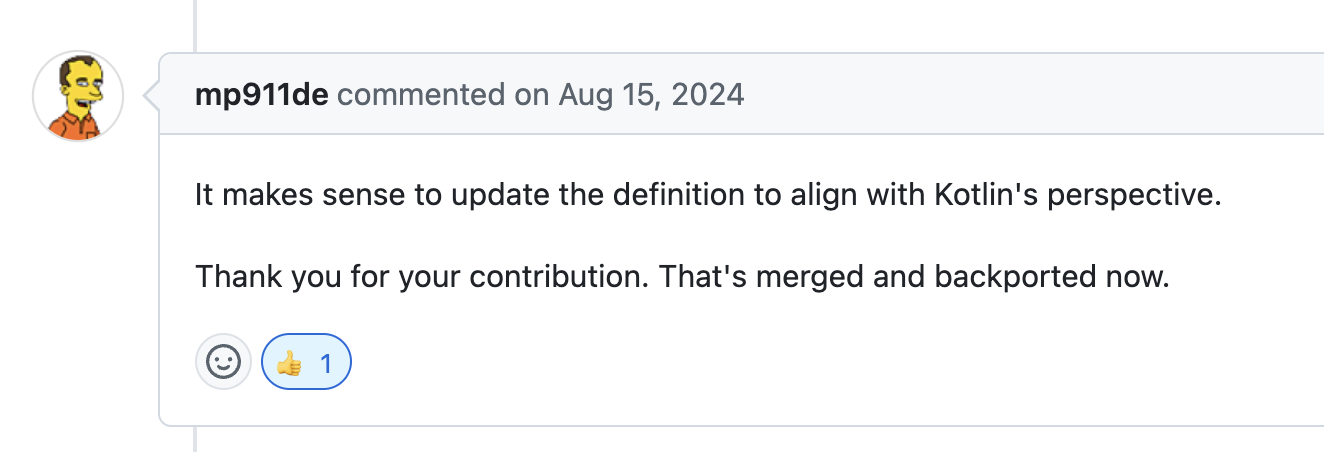 mp911de commented on Aug 15, 2024
It makes sense to update the definition to align with Kotlin's perspective.
Thank you for your contribution. That's merged and backported now.
👍 1